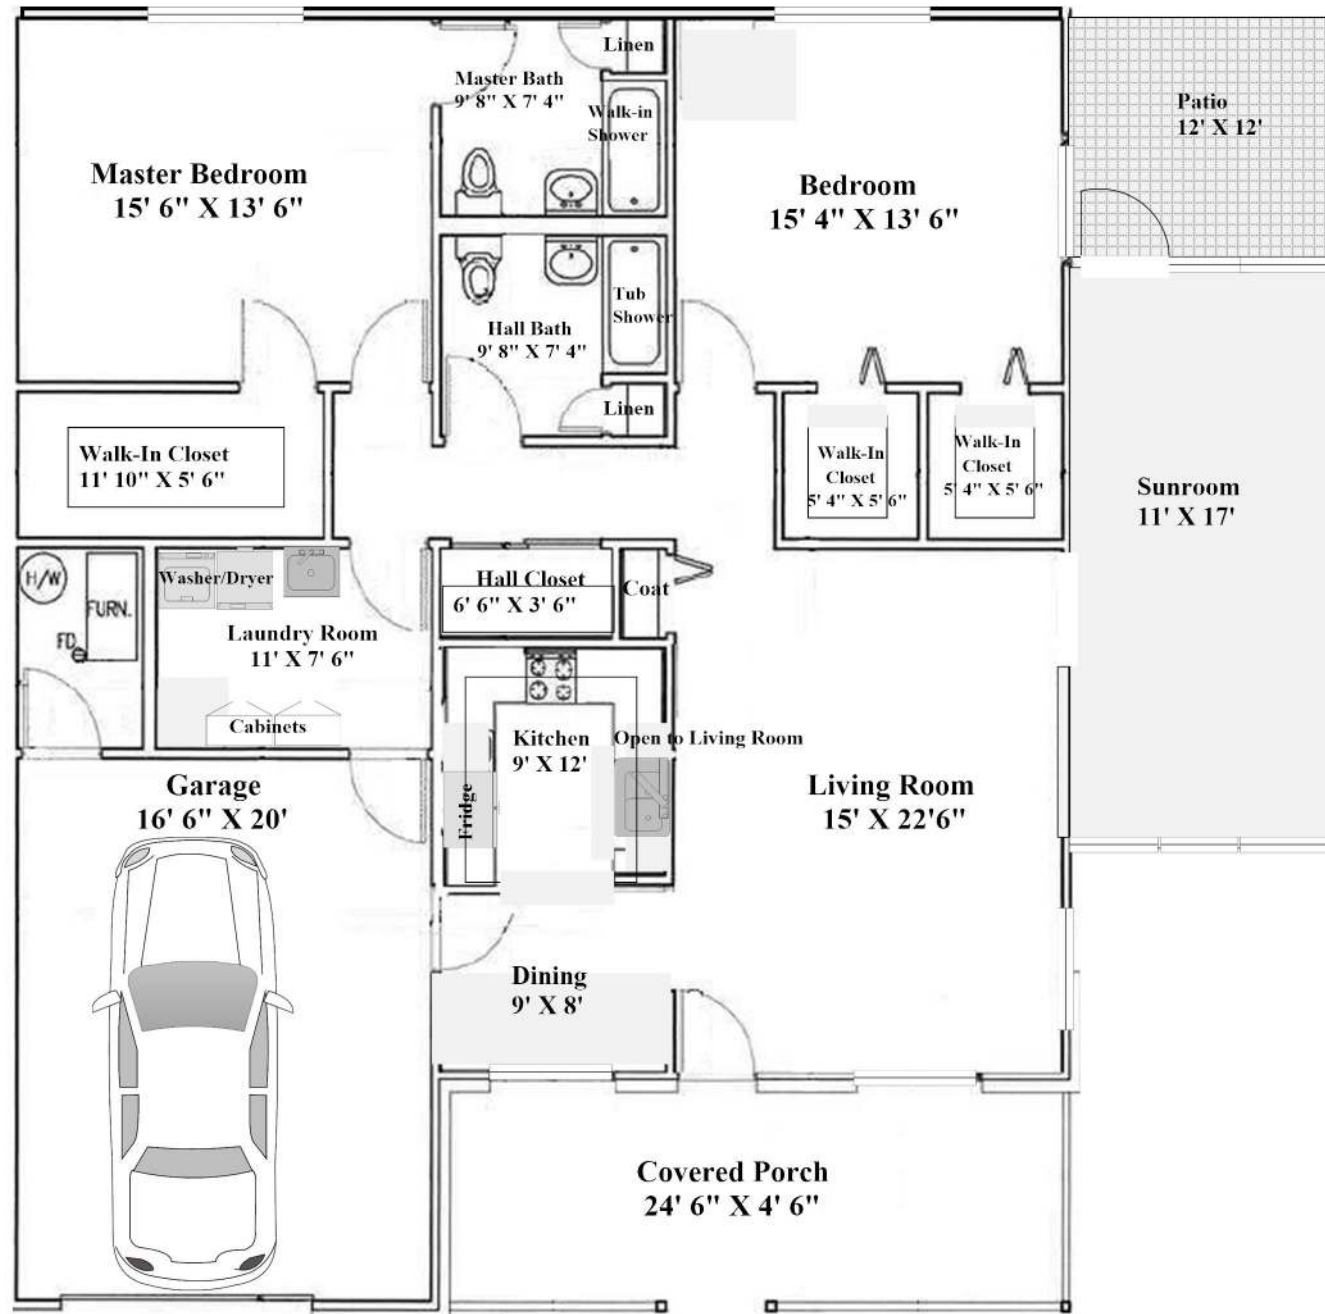 Linen
Master Bath
9' 8" X 7' 4"
Walk-in
Shower
Patio
12' X 12'
Master Bedroom
15' 6" X 13' 6"
Bedroom
15' 4" X 13' 6"
Tub
Shower
Hall Bath
9' 8" X 7' 4"
Linen
Walk-In Closet
11' 10" X 5' 6"
Walk-In
Closet
5' 4" X 5' 6"
Walk-In
Closet
5' 4" X 5' 6"
Sunroom
11' X 17'
H/W
FURN.
FD
Washer/Dryer
Hall Closet
6' 6" X 3' 6"
Coat
Laundry Room
11' X 7' 6"
Cabinets
Kitchen
9' X 12'
Open to Living Room
Fridge
Garage
16' 6" X 20'
Living Room
15' X 22'6"
Dining
9' X 8'
Covered Porch
24' 6" X 4' 6"